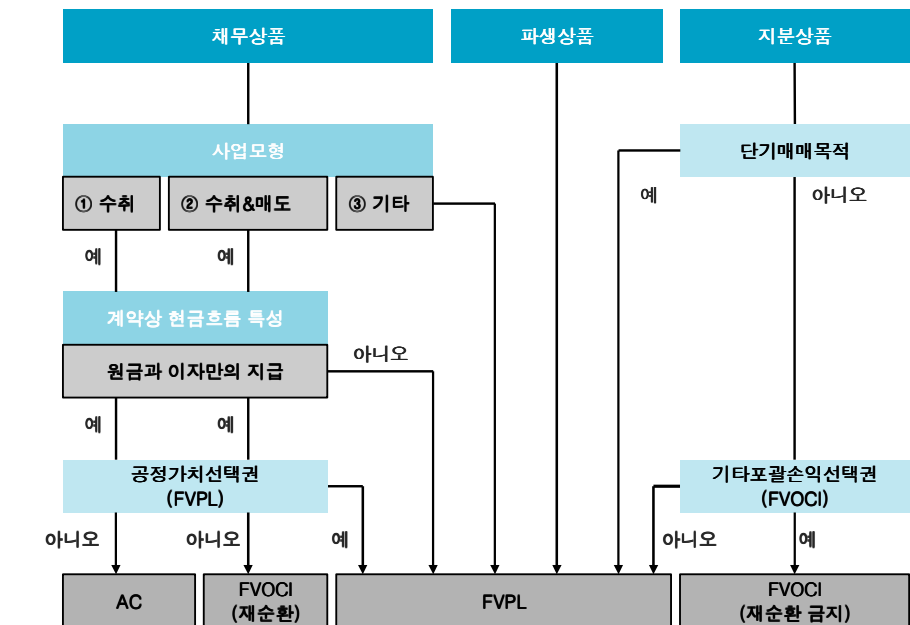 채무상품
파생상품
지분상품
사업모형
단기매매목적
① 수취
② 수취&매도
③ 기타
예
아니오
예
예
계약상 현금흐름 특성
원금과 이자만의 지급
아니오
예
예
공정가치선택권
(FVPL)
기타포괄손익선택권
(FVOCI)
아니오
아니오
예
아니오
예
AC
FVOCI
(재순환)
FVPL
FVOCI
(재순환 금지)